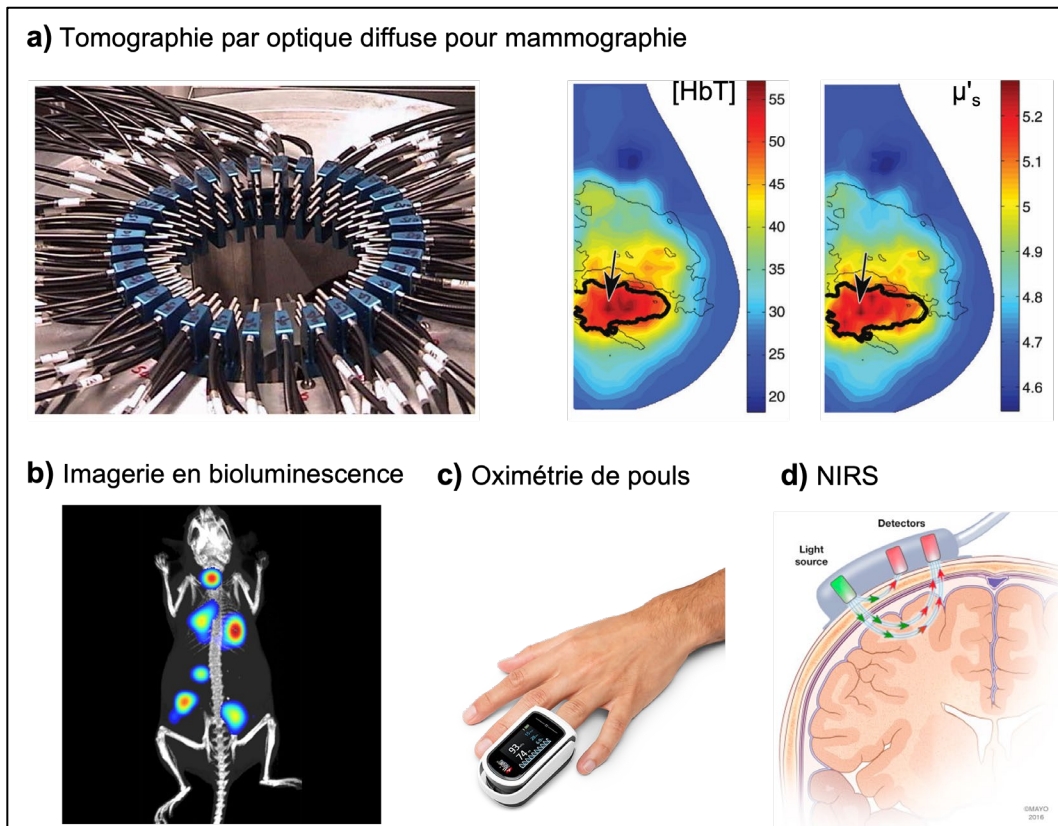 a) Tomographie par optique diffuse pour mammographie
[HbT]
55
50
45
40
35
30
25
20
μ's
5.2
5.1
5
4.9
4.8
4.7
4.6
b) Imagerie en bioluminescence
c) Oximétrie de pouls
d) NIRS
93
74
Detectors
Light
source
©MAYO
2016